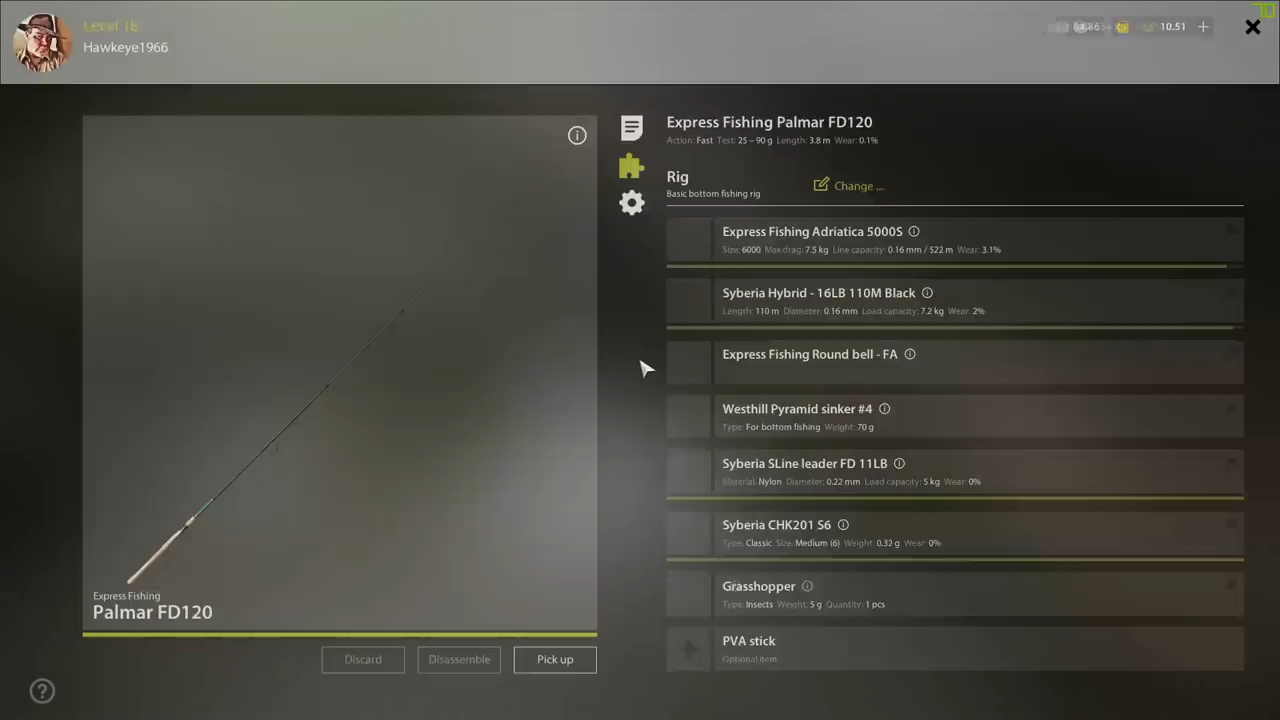 70
Level 16
Hawkeye1966
10.51
Express Fishing Palmar FD120
Action: Fast Test: 25 – 90 g Length: 3.8 m Wear: 0.1%
Rig
Basic bottom fishing rig
Change ...
Express Fishing Adriatica 5000S
Size: 6000 Max drag: 7.5 kg Line capacity: 0.16 mm / 522 m Wear: 3.1%
Syberia Hybrid - 16LB 110M Black
Length: 110 m Diameter: 0.16 mm Load capacity: 7.2 kg Wear: 2%
Express Fishing Round bell - FA
Westhill Pyramid sinker #4
Type: For bottom fishing Weight: 70 g
Syberia SLine leader FD 11LB
Material: Nylon Diameter: 0.22 mm Load capacity: 5 kg Wear: 0%
Syberia CHK201 S6
Type: Classic Size: Medium (6) Weight: 0.32 g Wear: 0%
Grasshopper
Type: Insects Weight: 5 g Quantity: 1 pcs
PVA stick
Optional item
Express Fishing
Palmar FD120
Discard
Disassemble
Pick up